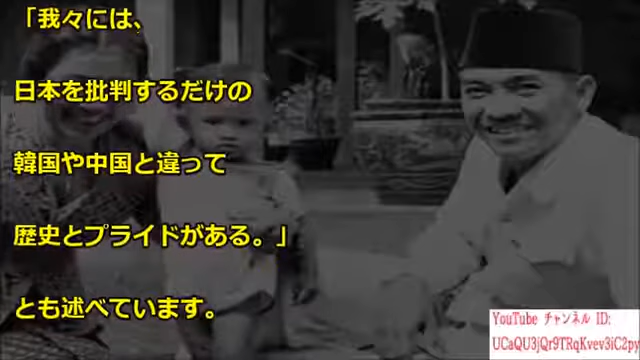 「我々には、
日本を批判するだけの
韓国や中国と違って
歴史とプライドがある。」
とも述べています。
YouTube チャンネル ID:
UCaQU3jQr9TRqKvev3iC2py